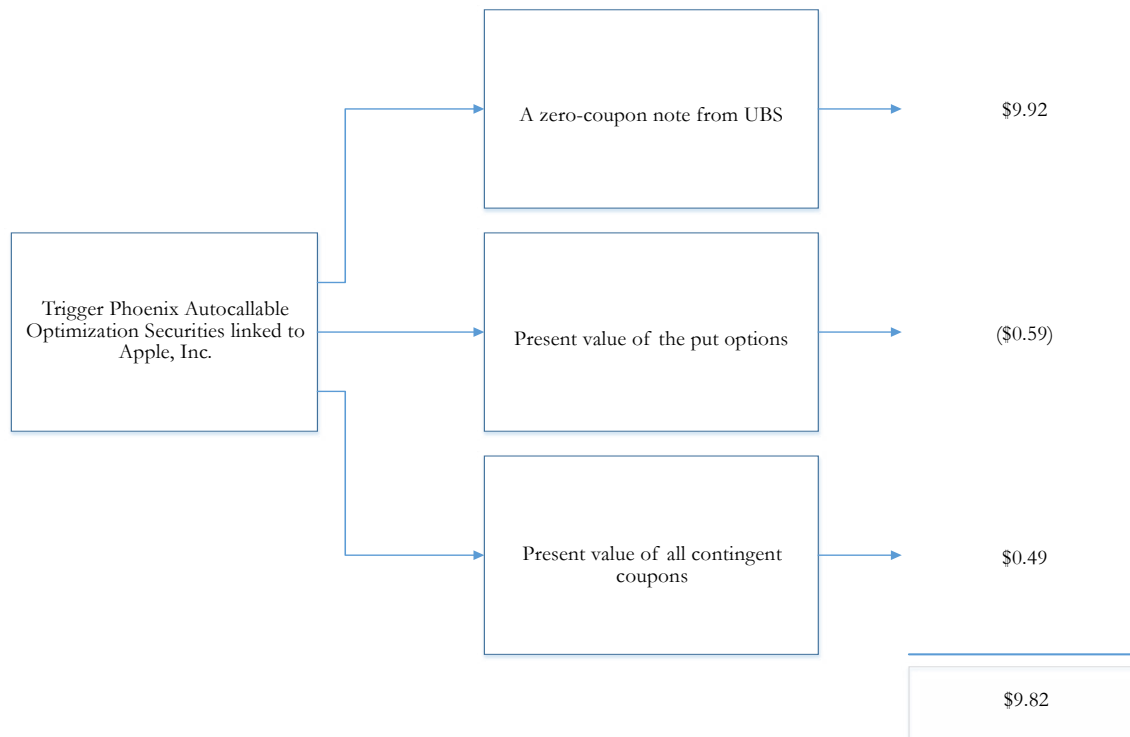 A zero-coupon note from UBS
$9.92
Trigger Phoenix Autocallable
Optimization Securities linked to
Apple, Inc.
Present value of the put options
($0.59)
Present value of all contingent
coupons
$0.49
$9.82